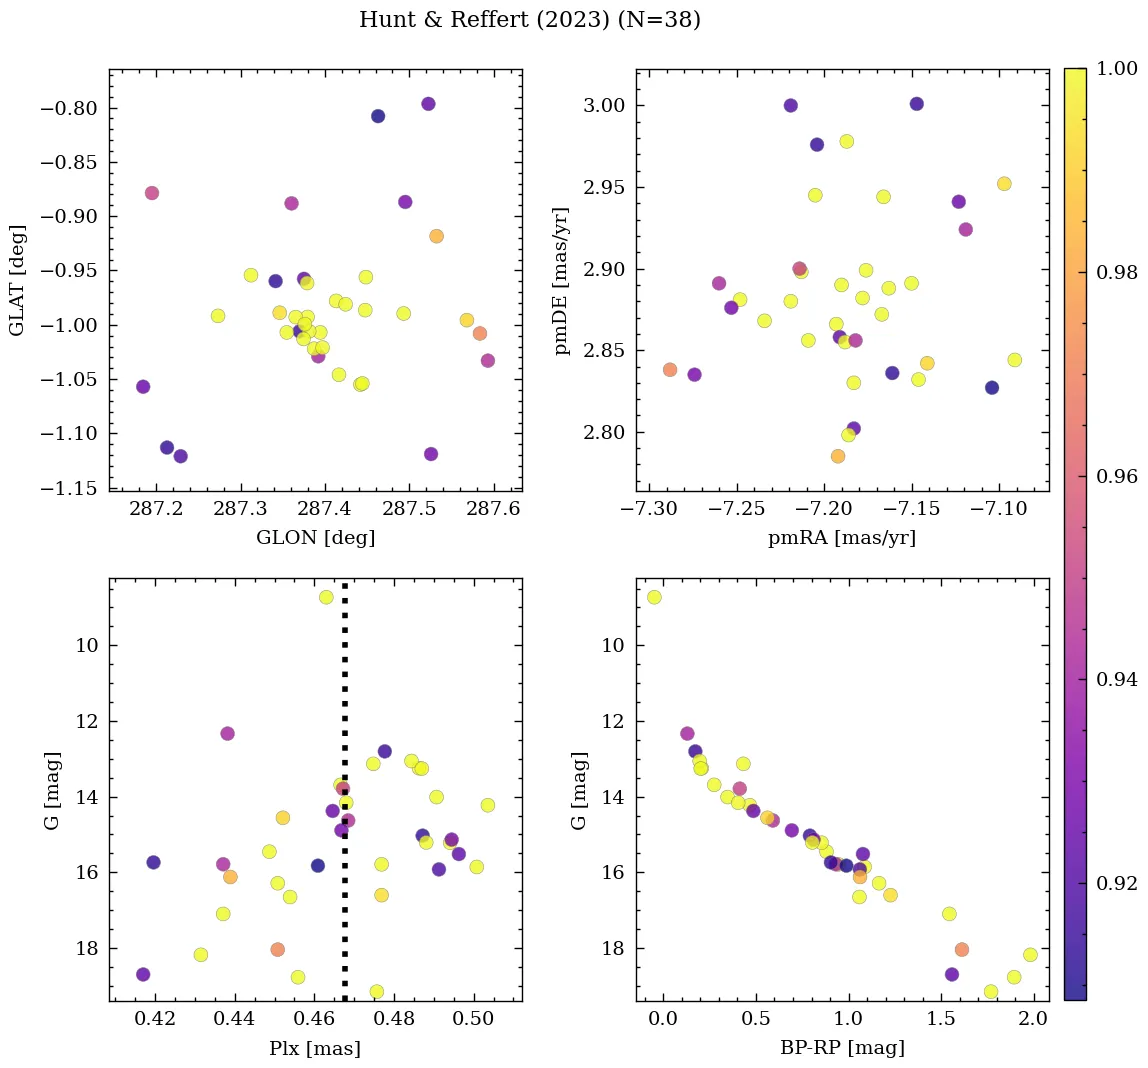 Hunt & Reffert (2023) (N=38)
−0.80
−0.85
−0.90
−0.95
−1.00
−1.05
−1.10
−1.15
GLAT [deg]
287.2 287.3 287.4 287.5 287.6
GLON [deg]
3.00
2.95
2.90
2.85
2.80
pmDE [mas/yr]
−7.30 −7.25 −7.20 −7.15 −7.10
pmRA [mas/yr]
10
12
14
16
18
G [mag]
0.42 0.44 0.46 0.48 0.50
Plx [mas]
10
12
14
16
18
G [mag]
0.0 0.5 1.0 1.5 2.0
BP-RP [mag]
1.00
0.98
0.96
0.94
0.92